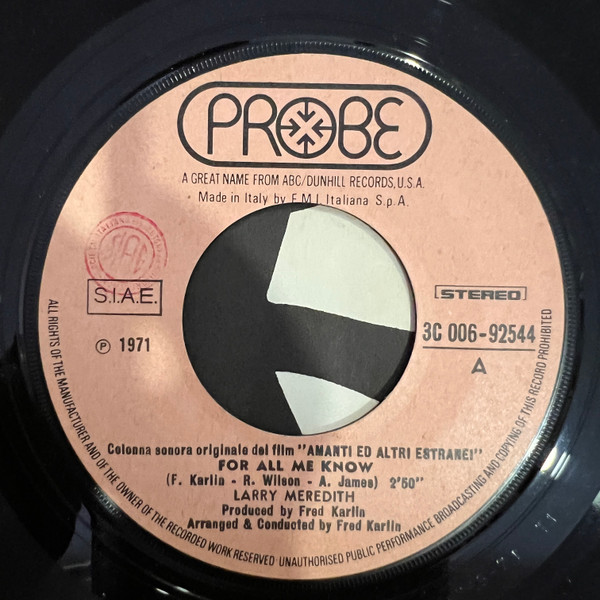 PROBE
A GREAT NAME FROM ABC/DUNHILL RECORDS, U.S.A.
Made in Italy by E.M.I. Italiana S.p.A.
SIAE
S.I.A.E.
STEREO
3C 006-92544
A
Ⓟ 1971
Colonna sonora originale del film "AMANTI ED ALTRI ESTRANEI"
FOR ALL ME KNOW
(F. Karlin - R. Wilson - A. James) 2'50"
LARRY MEREDITH
Produced by Fred Karlin
Arranged & Conducted by Fred Karlin
ALL RIGHTS OF THE MANUFACTURER AND OF THE OWNER OF THE RECORDED WORK RESERVED · UNAUTHORISED PUBLIC PERFORMANCE BROADCASTING AND COPYING OF THIS RECORD PROHIBITED